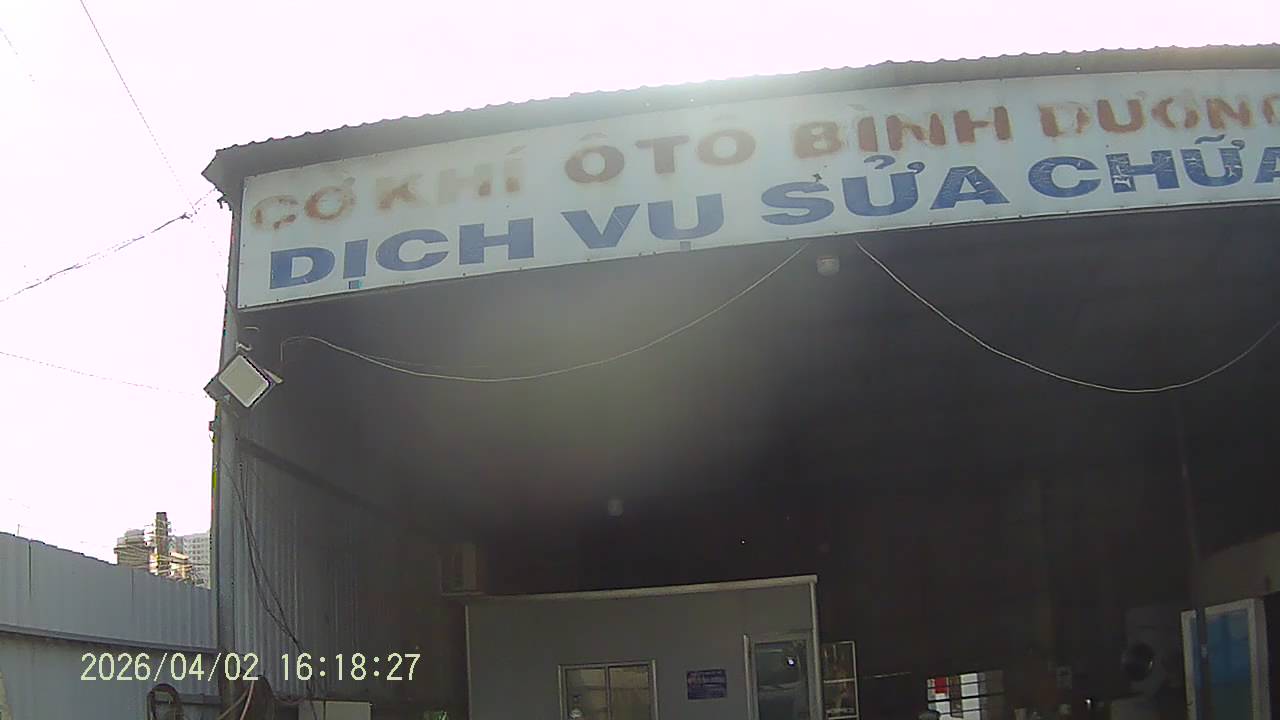 CƠ KHÍ ÔTÔ BÌNH DƯƠNG
DỊCH VỤ SỬA CHỮA
2026/04/02 16:18:27